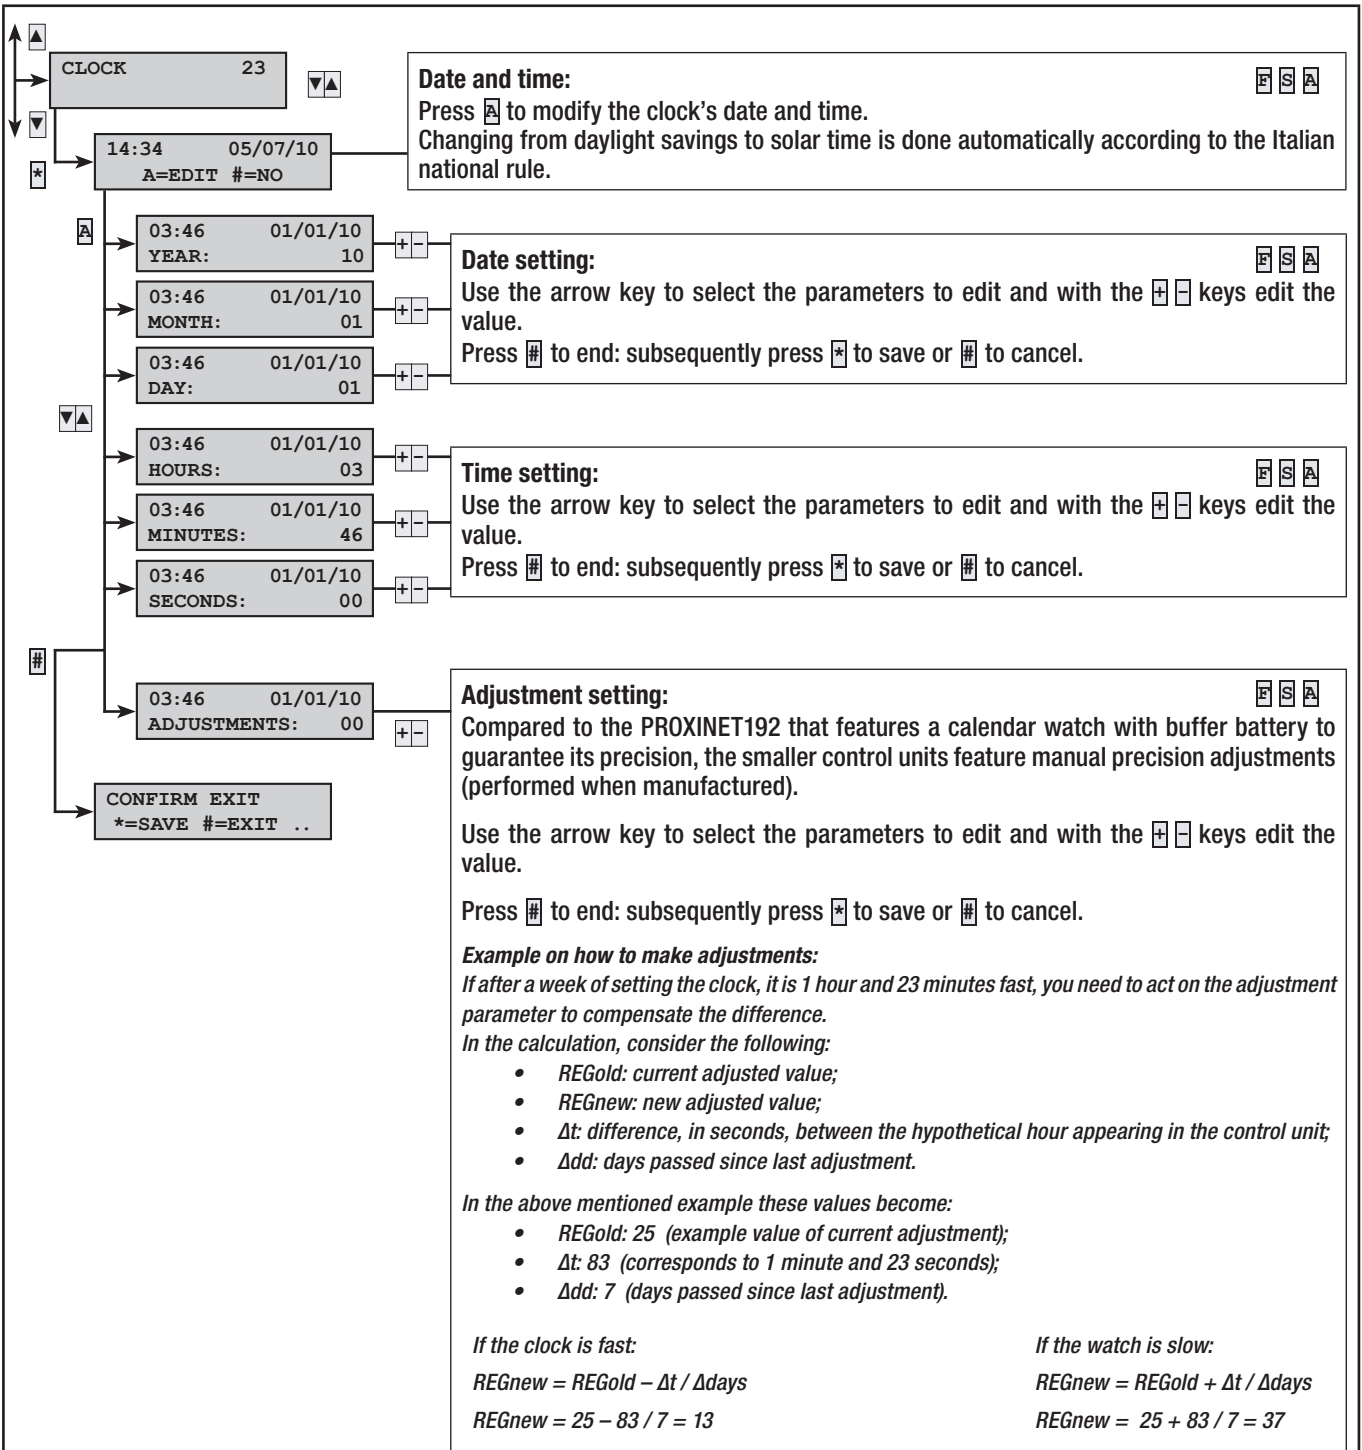 ▲
CLOCK 23
▼▲
▼
*
14:34 05/07/10
A=EDIT #=NO
Date and time: F S A
Press A to modify the clock's date and time.
Changing from daylight savings to solar time is done automatically according to the Italian
national rule.
A
03:46 01/01/10
YEAR: 10
+ -
03:46 01/01/10
MONTH: 01
+ -
03:46 01/01/10
DAY: 01
+ -
Date setting: F S A
Use the arrow key to select the parameters to edit and with the + - keys edit the
value.
Press # to end: subsequently press * to save or # to cancel.
▼▲
03:46 01/01/10
HOURS: 03
+ -
03:46 01/01/10
MINUTES: 46
+ -
03:46 01/01/10
SECONDS: 00
+ -
Time setting: F S A
Use the arrow key to select the parameters to edit and with the + - keys edit the
value.
Press # to end: subsequently press * to save or # to cancel.
#
03:46 01/01/10
ADJUSTMENTS: 00
+ -
CONFIRM EXIT
*=SAVE #=EXIT ..
Adjustment setting: F S A
Compared to the PROXINET192 that features a calendar watch with buffer battery to
guarantee its precision, the smaller control units feature manual precision adjustments
(performed when manufactured).
Use the arrow key to select the parameters to edit and with the + - keys edit the
value.
Press # to end: subsequently press * to save or # to cancel.
Example on how to make adjustments:
If after a week of setting the clock, it is 1 hour and 23 minutes fast, you need to act on the adjustment
parameter to compensate the difference.
In the calculation, consider the following:
• REGold: current adjusted value;
• REGnew: new adjusted value;
• Δt: difference, in seconds, between the hypothetical hour appearing in the control unit;
• Δdd: days passed since last adjustment.
In the above mentioned example these values become:
• REGold: 25 (example value of current adjustment);
• Δt: 83 (corresponds to 1 minute and 23 seconds);
• Δdd: 7 (days passed since last adjustment).
If the clock is fast:
REGnew = REGold – Δt / Δdays
REGnew = 25 – 83 / 7 = 13
If the watch is slow:
REGnew = REGold + Δt / Δdays
REGnew = 25 + 83 / 7 = 37